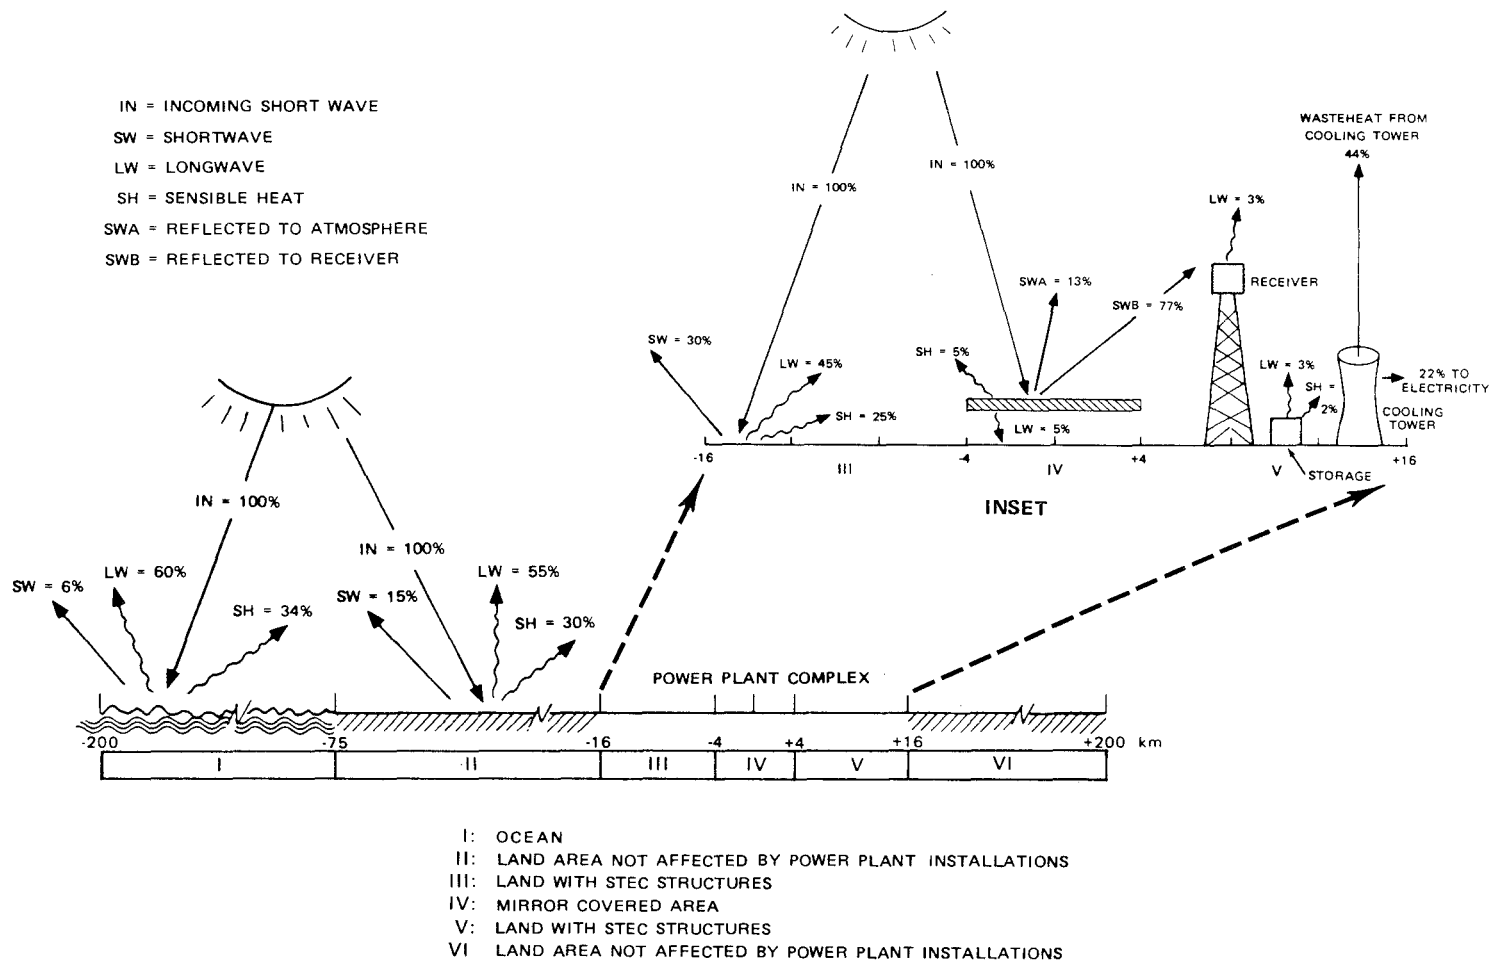 IN = INCOMING SHORT WAVE
SW = SHORTWAVE
LW = LONGWAVE
SH = SENSIBLE HEAT
SWA = REFLECTED TO ATMOSPHERE
SWB = REFLECTED TO RECEIVER
WASTEHEAT FROM
COOLING TOWER
44%
IN = 100%
IN = 100%
LW = 3%
RECEIVER
SWA = 13%
SWB = 77%
SW = 30%
LW = 45%
SH = 25%
SH = 5%
LW = 5%
LW = 3%
SH =
2%
22% TO
ELECTRICITY
COOLING
TOWER
-16
III
-4
IV
+4
V
STORAGE
+16
INSET
IN = 100%
IN = 100%
SW = 6%
LW = 60%
SH = 34%
SW = 15%
LW = 55%
SH = 30%
POWER PLANT COMPLEX
-200 -75 -16 -4 +4 +16 +200 km
I II III IV V VI
I: OCEAN
II: LAND AREA NOT AFFECTED BY POWER PLANT INSTALLATIONS
III: LAND WITH STEC STRUCTURES
IV: MIRROR COVERED AREA
V: LAND WITH STEC STRUCTURES
VI LAND AREA NOT AFFECTED BY POWER PLANT INSTALLATIONS